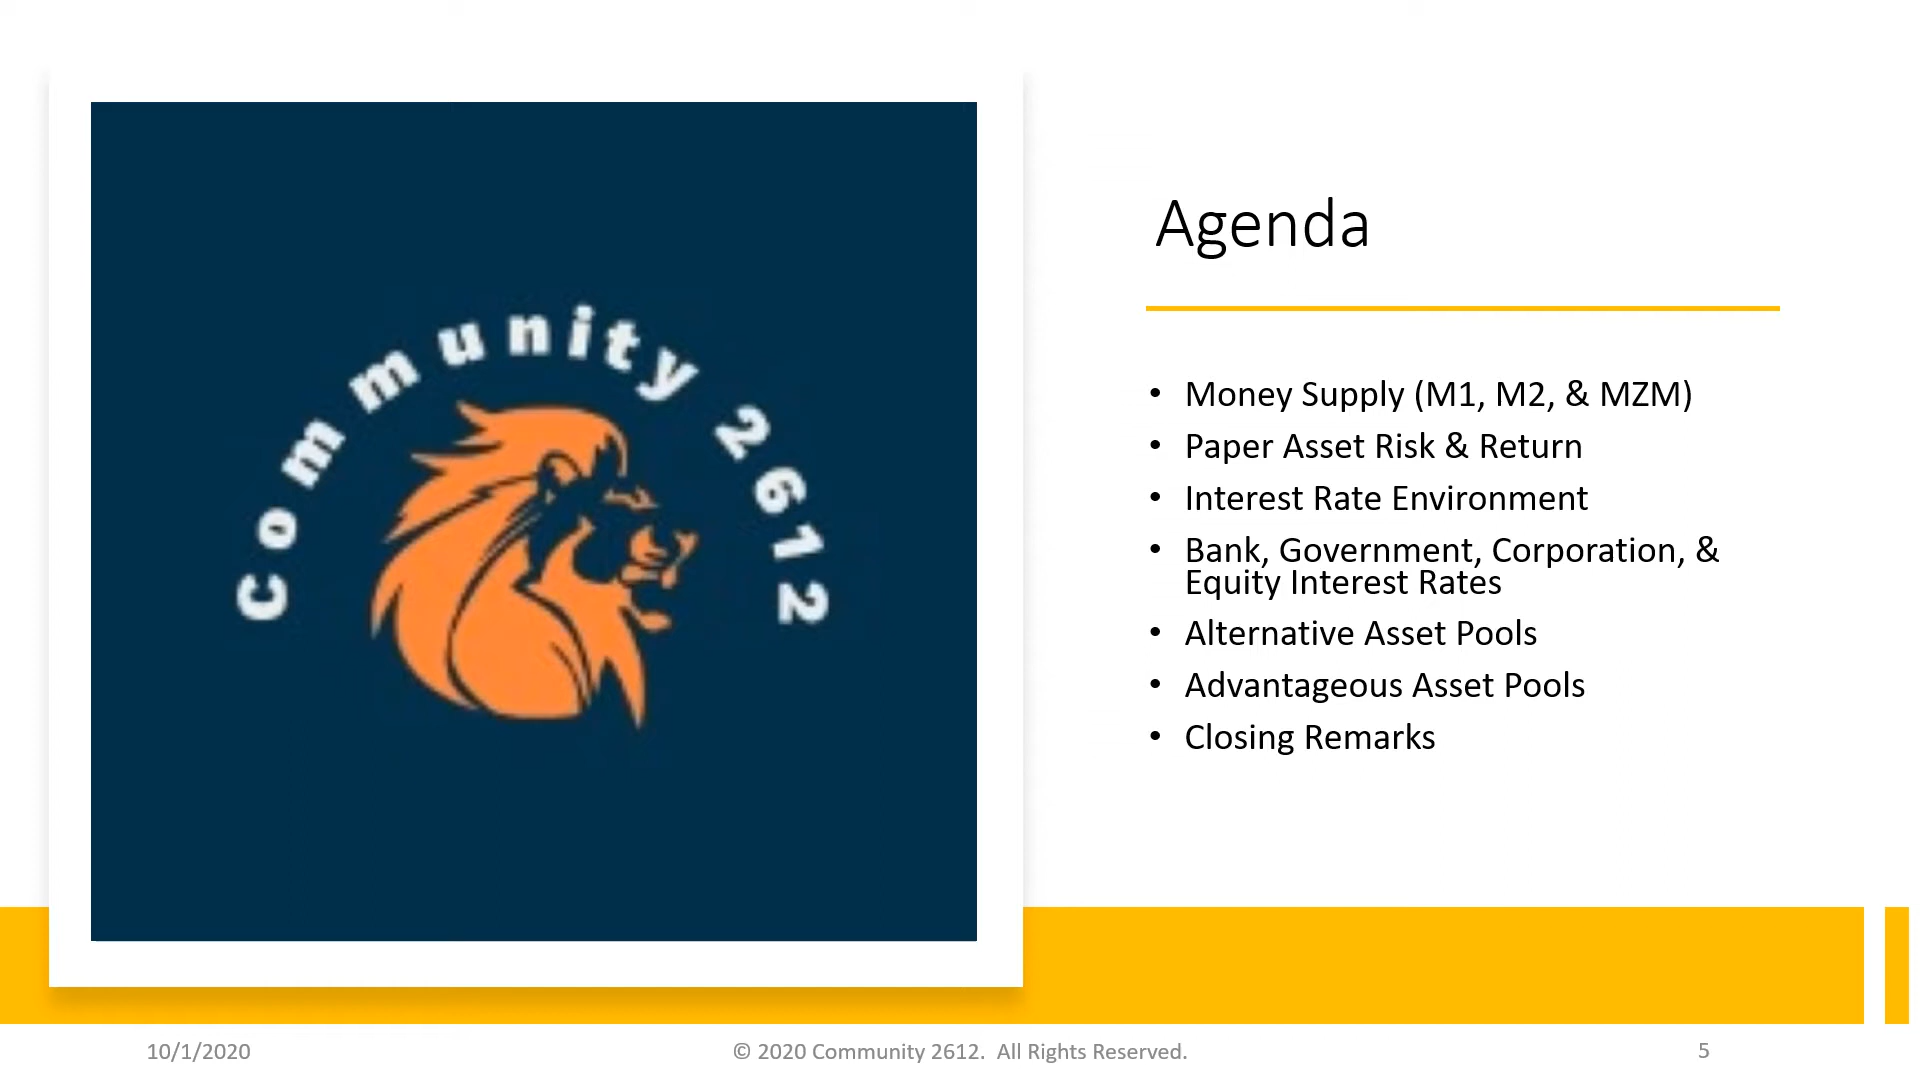 Community 2612
Agenda
• Money Supply (M1, M2, & MZM)
• Paper Asset Risk & Return
• Interest Rate Environment
• Bank, Government, Corporation, &
Equity Interest Rates
• Alternative Asset Pools
• Advantageous Asset Pools
• Closing Remarks
10/1/2020
© 2020 Community 2612.  All Rights Reserved.
5